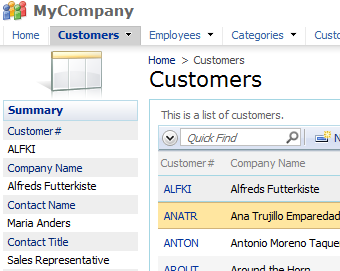 MyCompany
Home Customers Employees Categories
Home > Customers
Customers
Summary
Customer#
ALFKI
Company Name
Alfreds Futterkiste
Contact Name
Maria Anders
Contact Title
Sales Representative
This is a list of customers.
Quick Find
Customer# Company Name
ALFKI Alfreds Futterkiste
ANATR Ana Trujillo Emparedad
ANTON Antonio Moreno Taque
AROUT Around the Horn